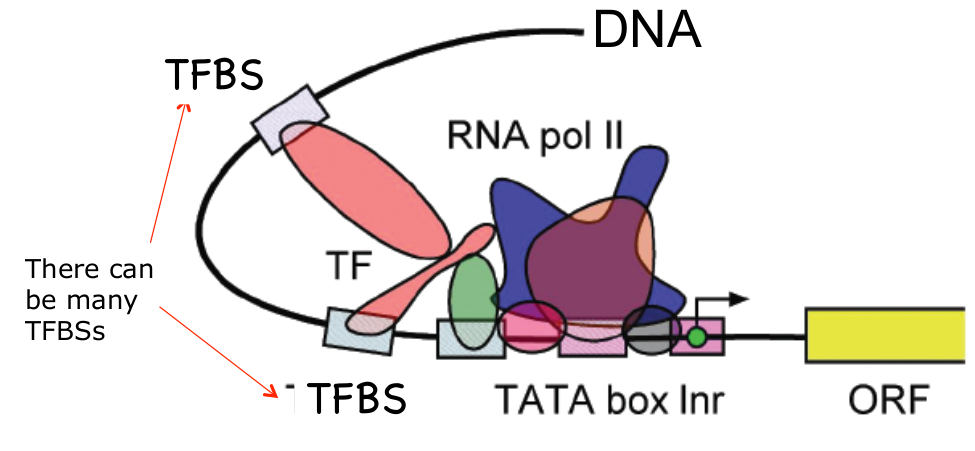 DNA
TFBS
RNA pol II
TF
There can
be many
TFBSs
TFBS
TATA box Inr
ORF